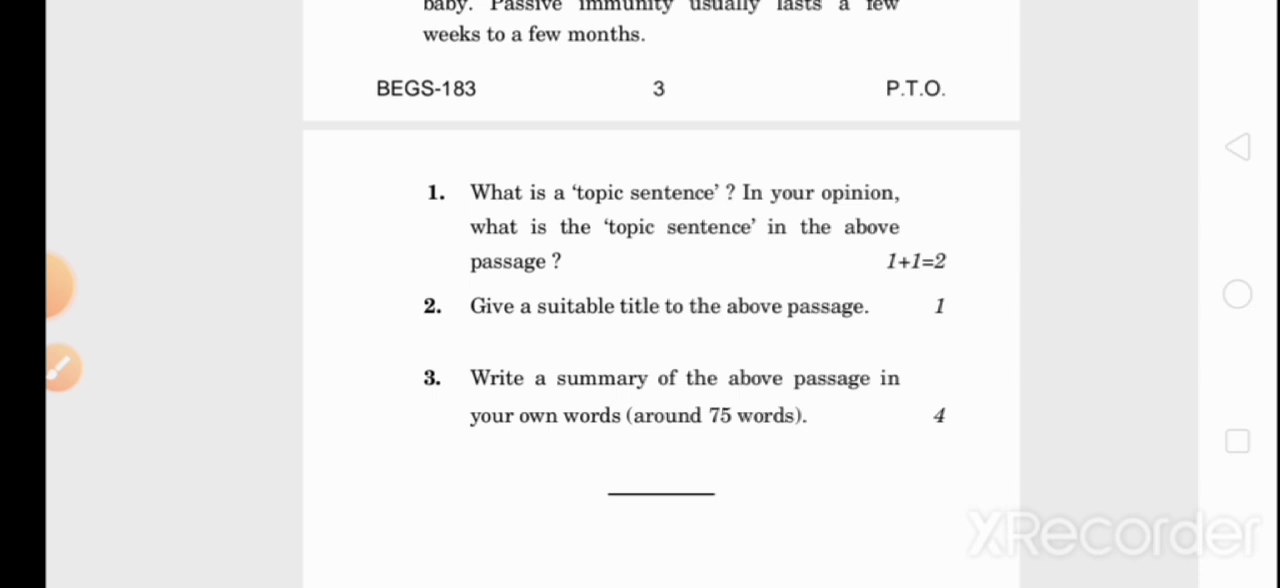 baby. Passive immunity usually lasts a few
weeks to a few months.
BEGS-183 3 P.T.O.
1. What is a ‘topic sentence’ ? In your opinion,
what is the ‘topic sentence’ in the above
passage ? 1+1=2
2. Give a suitable title to the above passage. 1
3. Write a summary of the above passage in
your own words (around 75 words). 4
XRecorder